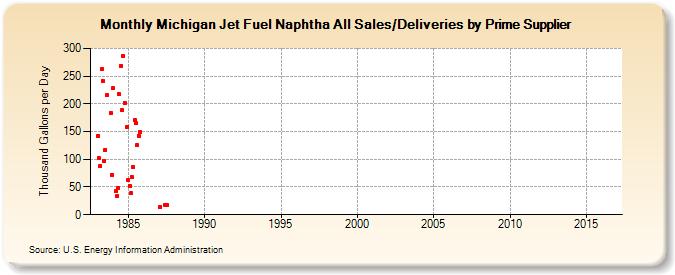 Monthly Michigan Jet Fuel Naphtha All Sales/Deliveries by Prime Supplier
Thousand Gallons per Day
300
250
200
150
100
50
0
1985 1990 1995 2000 2005 2010 2015
Source: U.S. Energy Information Administration